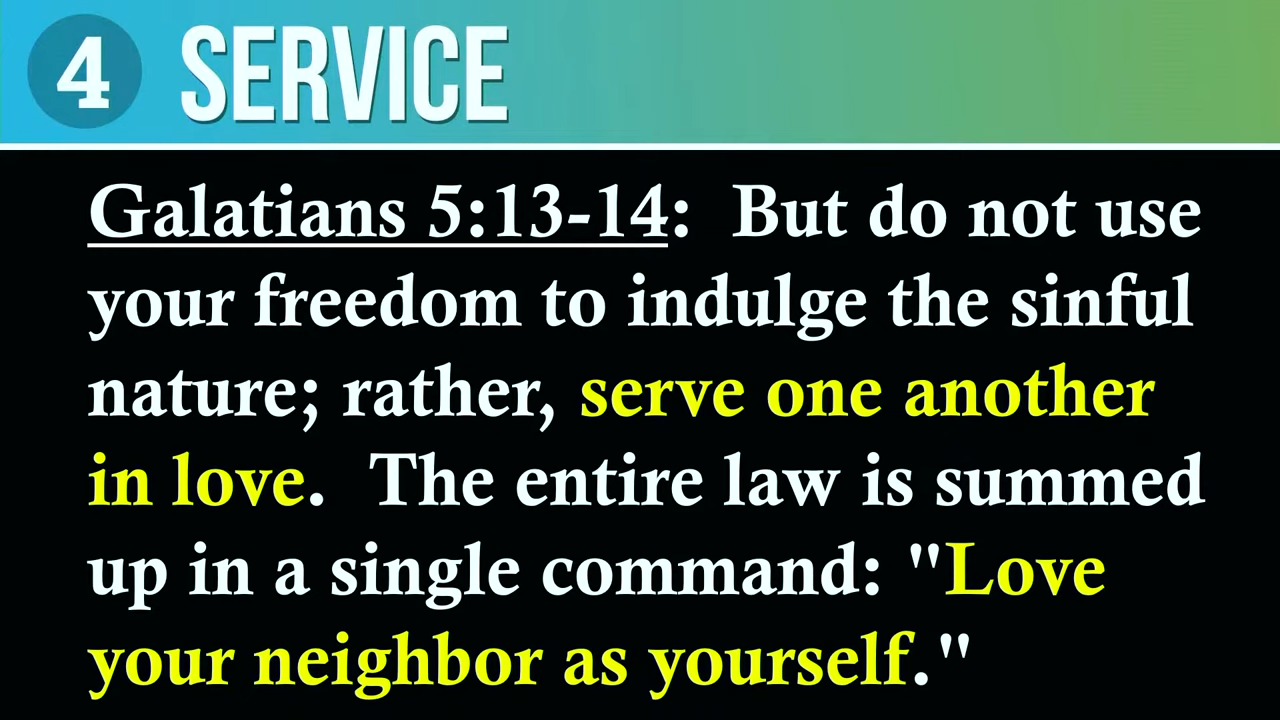 4 SERVICE
Galatians 5:13-14:  But do not use
your freedom to indulge the sinful
nature; rather, serve one another
in love.  The entire law is summed
up in a single command: "Love
your neighbor as yourself."